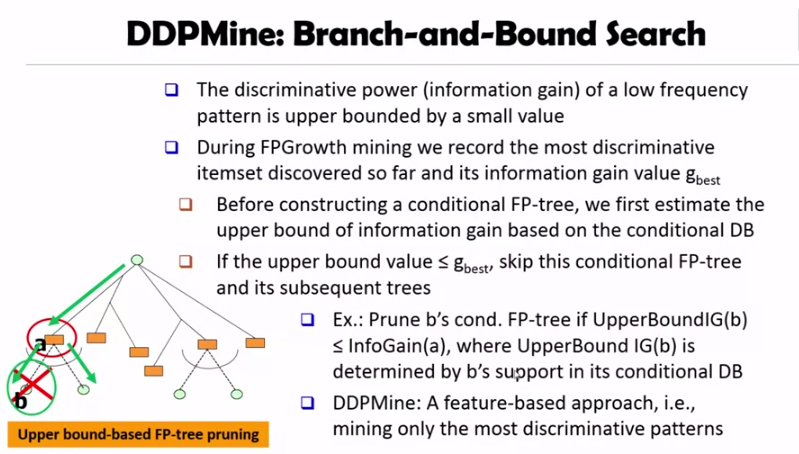 DDPMine: Branch-and-Bound Search
The discriminative power (information gain) of a low frequency
pattern is upper bounded by a small value
During FPGrowth mining we record the most discriminative
itemset discovered so far and its information gain value gbest
Before constructing a conditional FP-tree, we first estimate the
upper bound of information gain based on the conditional DB
If the upper bound value ≤ gbest, skip this conditional FP-tree
and its subsequent trees
Ex.: Prune b's cond. FP-tree if UpperBoundIG(b)
≤ InfoGain(a), where UpperBound IG(b) is
determined by b's support in its conditional DB
DDPMine: A feature-based approach, i.e.,
mining only the most discriminative patterns
a
b
Upper bound-based FP-tree pruning